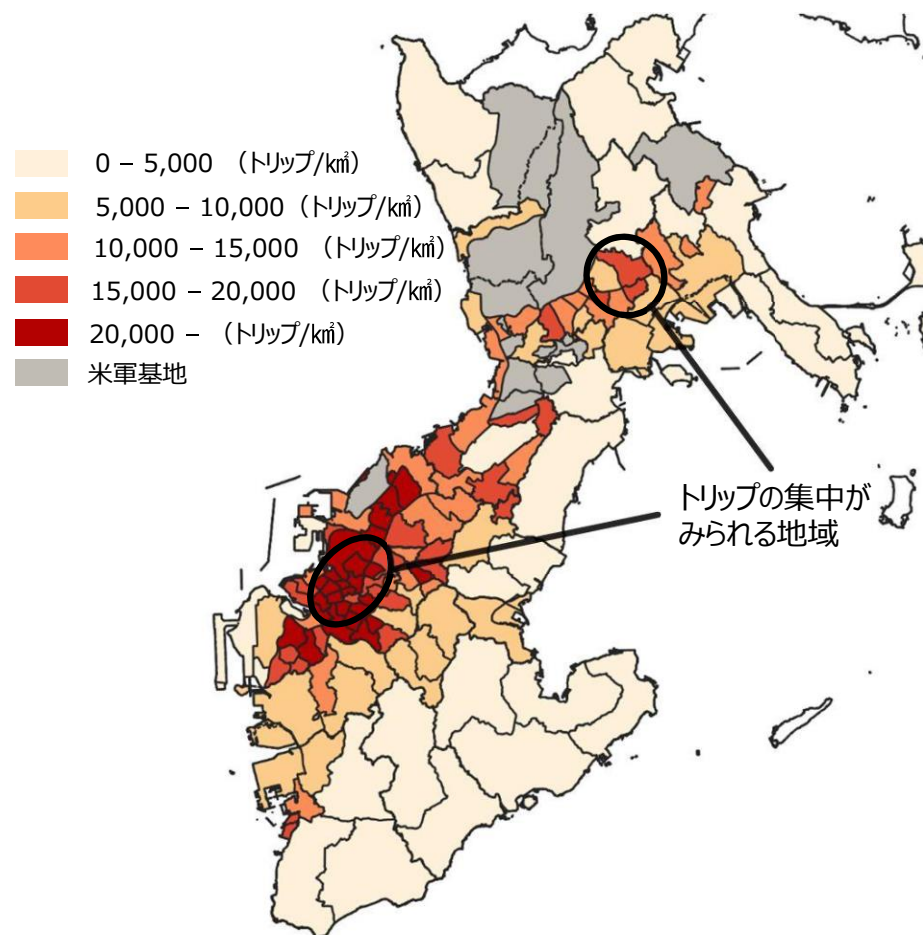 0 – 5,000 （トリップ/㎢）
5,000 – 10,000（トリップ/㎢）
10,000 – 15,000 （トリップ/㎢）
15,000 – 20,000 （トリップ/㎢）
20,000 – （トリップ/㎢）
米軍基地
トリップの集中が
みられる地域